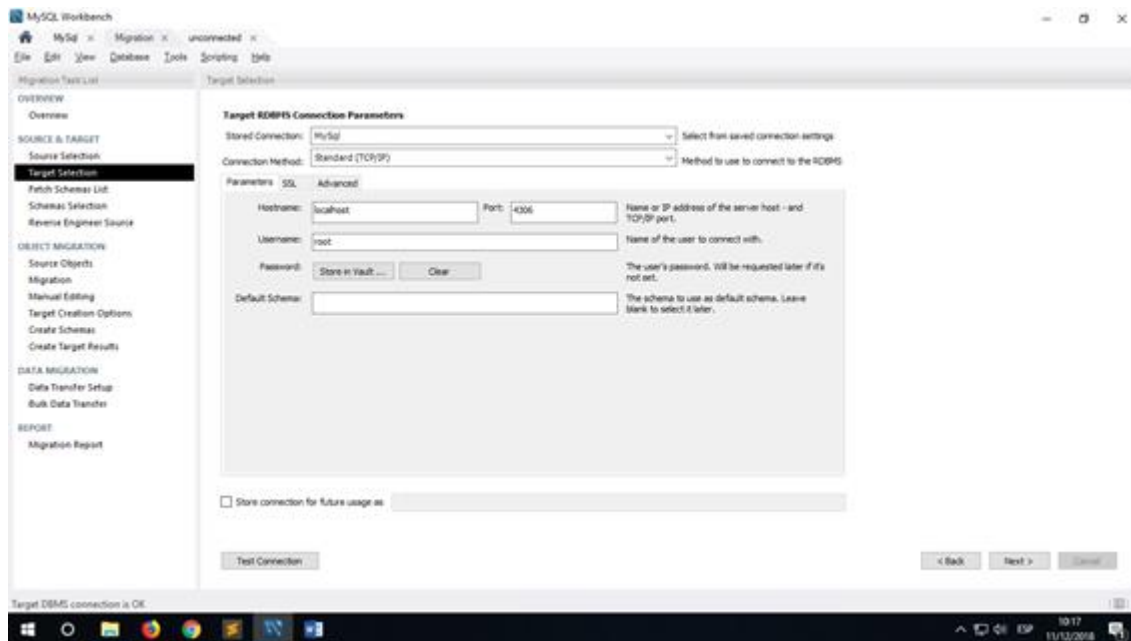 MySQL Workbench
MySql × Migration × unconnected ×
File Edit View Database Tools Scripting Help
Migration Task List
Target Selection
OVERVIEW
Overview
SOURCE & TARGET
Source Selection
Target Selection
Fetch Schemas List
Schemas Selection
Reverse Engineer Source
OBJECT MIGRATION
Source Objects
Migration
Manual Editing
Target Creation Options
Create Schemas
Create Target Results
DATA MIGRATION
Data Transfer Setup
Bulk Data Transfer
REPORT
Migration Report
Target RDBMS Connection Parameters
Stored Connection: MySql Select from saved connection settings
Connection Method: Standard (TCP/IP) Method to use to connect to the RDBMS
Parameters SSL Advanced
Hostname: localhost Port: 4306 Name or IP address of the server host - and
TCP/IP port.
Username: root Name of the user to connect with.
Password: Store in Vault ... Clear The user's password. Will be requested later if it's
not set.
Default Schema: The schema to use as default schema. Leave
blank to select it later.
Store connection for future usage as
Test Connection
< Back Next > Cancel
Target DBMS connection is OK
ESP
10:17
11/12/2018